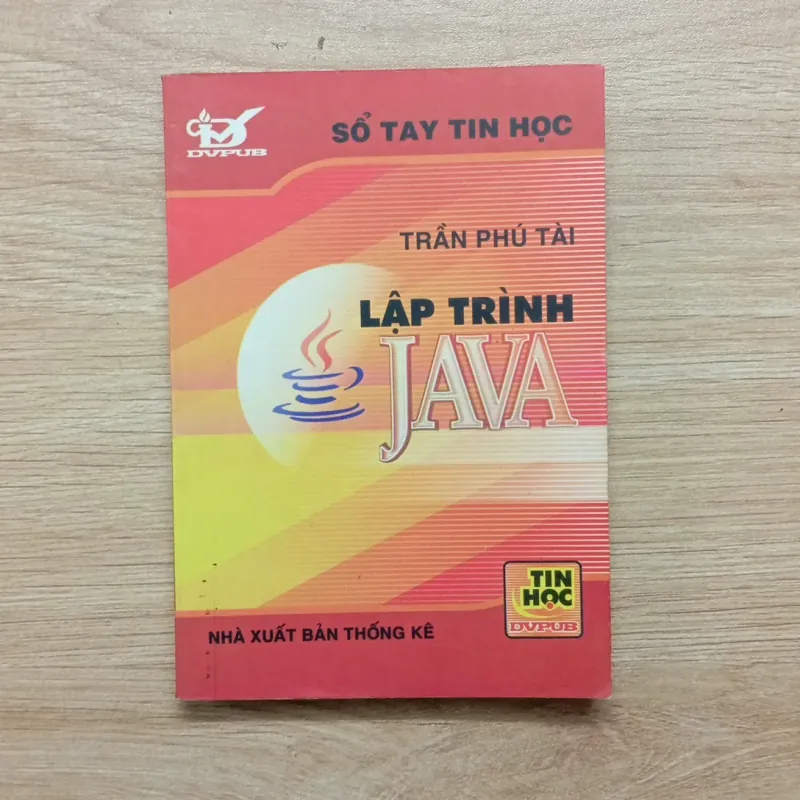 DVPUB
SỔ TAY TIN HỌC
TRẦN PHÚ TÀI
LẬP TRÌNH
JAVA
TIN
HỌC
DVPUB
NHÀ XUẤT BẢN THỐNG KÊ